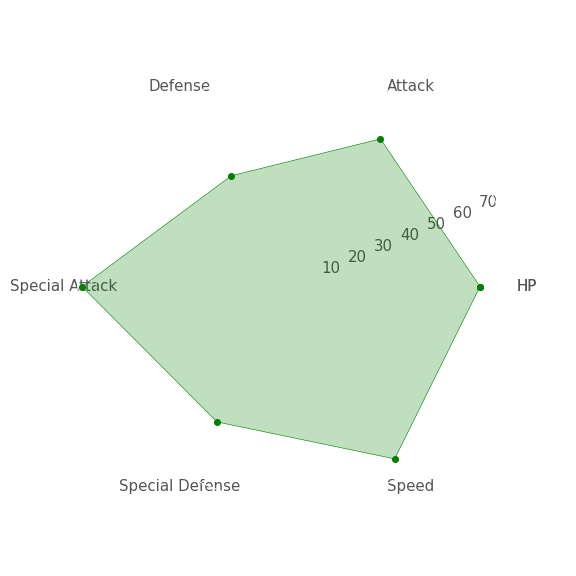 Defense
Attack
70
60
50
40
30
20
10
Special Attack
HP
Special Defense
Speed